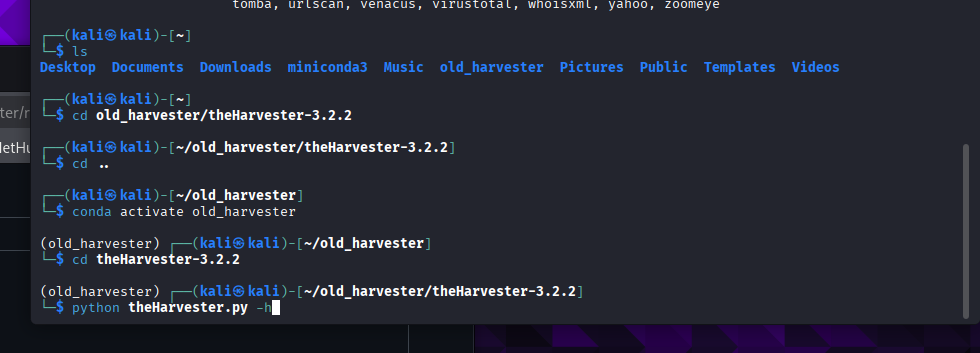 tomba, urlscan, venacus, virustotal, whoisxml, yahoo, zoomeye
┌──(kali㉿kali)-[~]
└─$ ls
Desktop Documents Downloads miniconda3 Music old_harvester Pictures Public Templates Videos
┌──(kali㉿kali)-[~]
└─$ cd old_harvester/theHarvester-3.2.2
┌──(kali㉿kali)-[~/old_harvester/theHarvester-3.2.2]
└─$ cd ..
┌──(kali㉿kali)-[~/old_harvester]
└─$ conda activate old_harvester
(old_harvester) ┌──(kali㉿kali)-[~/old_harvester]
└─$ cd theHarvester-3.2.2
(old_harvester) ┌──(kali㉿kali)-[~/old_harvester/theHarvester-3.2.2]
└─$ python theHarvester.py -h